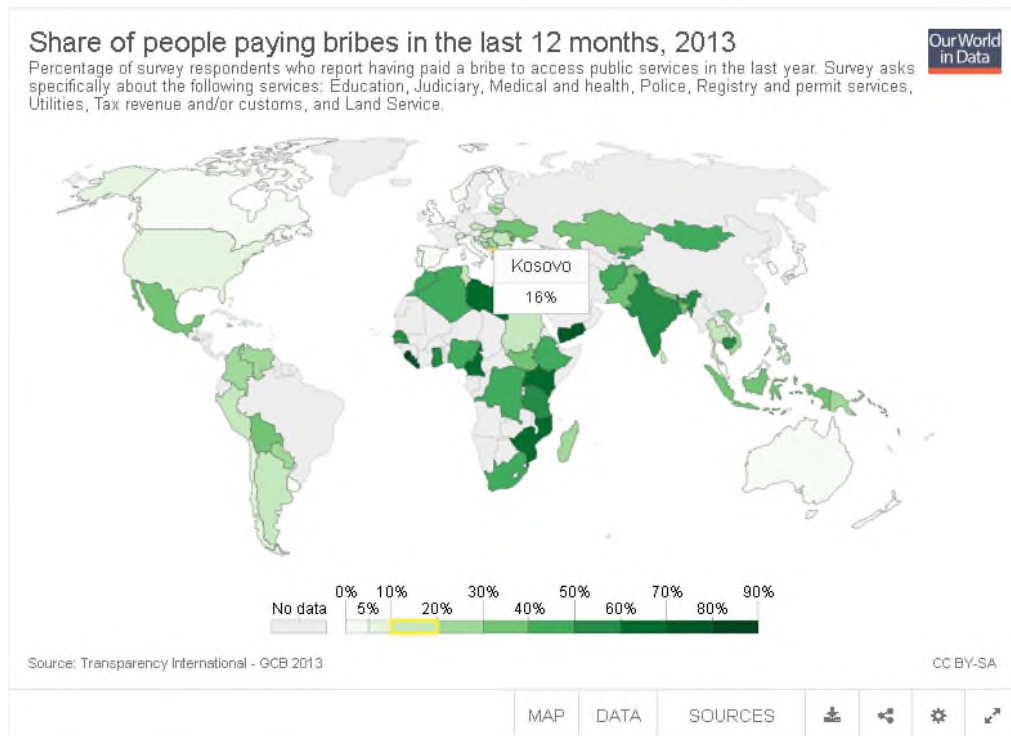 Share of people paying bribes in the last 12 months, 2013
Our World
in Data
Percentage of survey respondents who report having paid a bribe to access public services in the last year. Survey asks
specifically about the following services: Education, Judiciary, Medical and health, Police, Registry and permit services,
Utilities, Tax revenue and/or customs, and Land Service.
Kosovo
16%
0% 10% 30% 50% 70% 90%
No data 5% 20% 40% 60% 80%
Source: Transparency International - GCB 2013
CC BY-SA
MAP DATA SOURCES